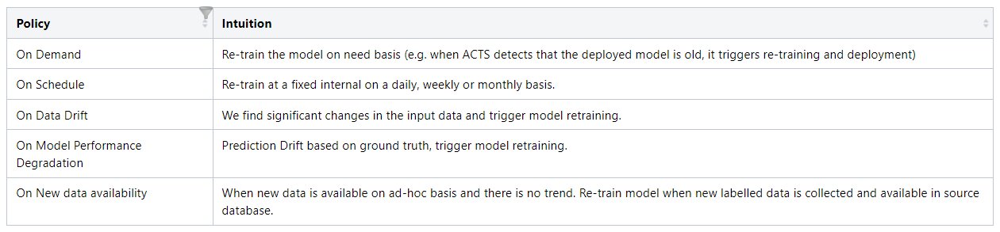 Policy
Intuition
On Demand
Re-train the model on need basis (e.g. when ACTS detects that the deployed model is old, it triggers re-training and deployment)
On Schedule
Re-train at a fixed internal on a daily, weekly or monthly basis.
On Data Drift
We find significant changes in the input data and trigger model retraining.
On Model Performance
Degradation
Prediction Drift based on ground truth, trigger model retraining.
On New data availability
When new data is available on ad-hoc basis and there is no trend. Re-train model when new labelled data is collected and available in source
database.